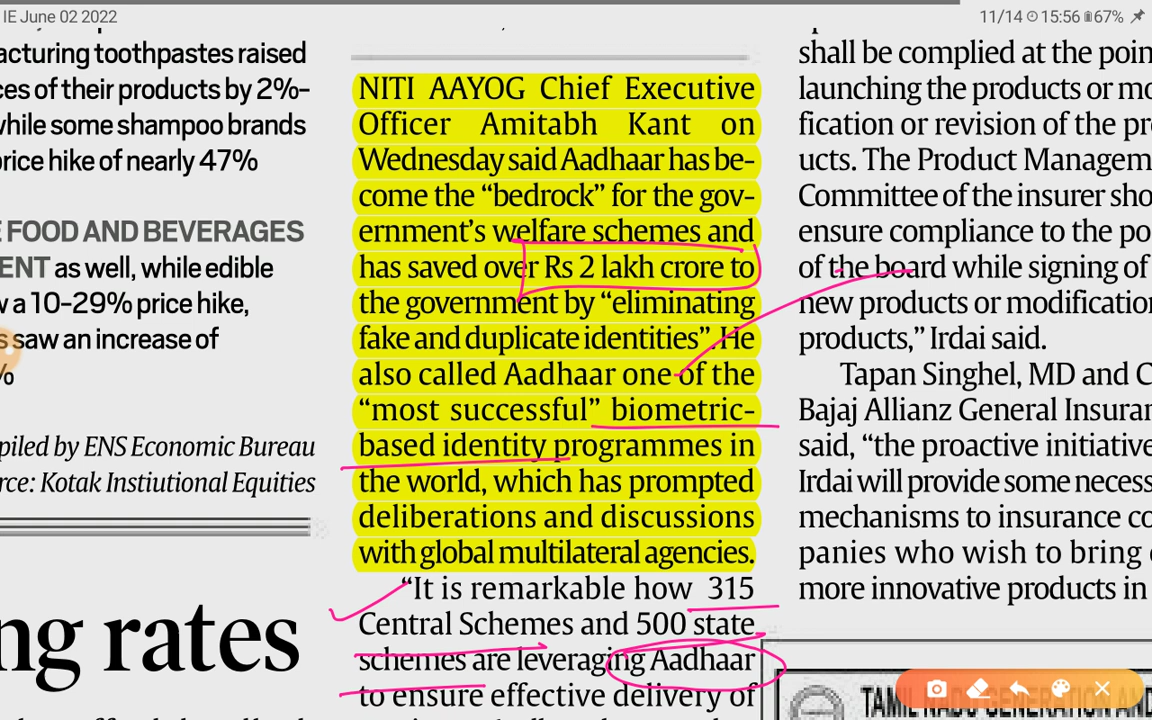 IE June 02 2022
11/14 15:56 67%
acturing toothpastes raised
ces of their products by 2%–
while some shampoo brands
price hike of nearly 47%
FOOD AND BEVERAGES
ENT as well, while edible
w a 10–29% price hike,
s saw an increase of
%
piled by ENS Economic Bureau
rce: Kotak Instiutional Equities
ng rates
NITI AAYOG Chief Executive
Officer Amitabh Kant on
Wednesday said Aadhaar has be-
come the “bedrock” for the gov-
ernment’s welfare schemes and
has saved over Rs 2 lakh crore to
the government by “eliminating
fake and duplicate identities”. He
also called Aadhaar one of the
“most successful” biometric-
based identity programmes in
the world, which has prompted
deliberations and discussions
with global multilateral agencies.
“It is remarkable how 315
Central Schemes and 500 state
schemes are leveraging Aadhaar
to ensure effective delivery of
shall be complied at the poin
launching the products or mo
fication or revision of the pr
ucts. The Product Managem
Committee of the insurer sho
ensure compliance to the po
of the board while signing of
new products or modification
products,” Irdai said.
Tapan Singhel, MD and C
Bajaj Allianz General Insuran
said, “the proactive initiative
Irdai will provide some necess
mechanisms to insurance co
panies who wish to bring
more innovative products in
TAMIL NADU GENERATION AND